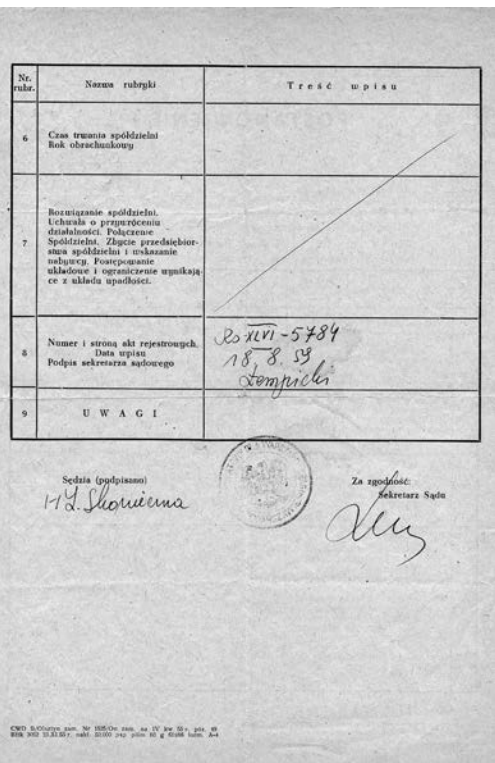 Nr. rubr.
Nazwa rubryki
Treść wpisu
6
Czas trwania spółdzielni
Rok obrachunkowy
7
Rozwiązanie spółdzielni.
Uchwała o przywróceniu
działalności. Połączenie
Spółdzielni. Zbycie przedsiębior-
stwa spółdzielni i wskazanie
nabywcy. Postępowanie
układowe i ograniczenie wynikają-
ce z układu upadłości.
8
Numer i strona akt rejestrowych.
Data wpisu
Podpis sekretarza sądowego
Rs XLVI - 5784
18. 8. 59
Łempicki
9
UWAGI
Sędzia (podpisano)
Za zgodność:
Sekretarz Sądu